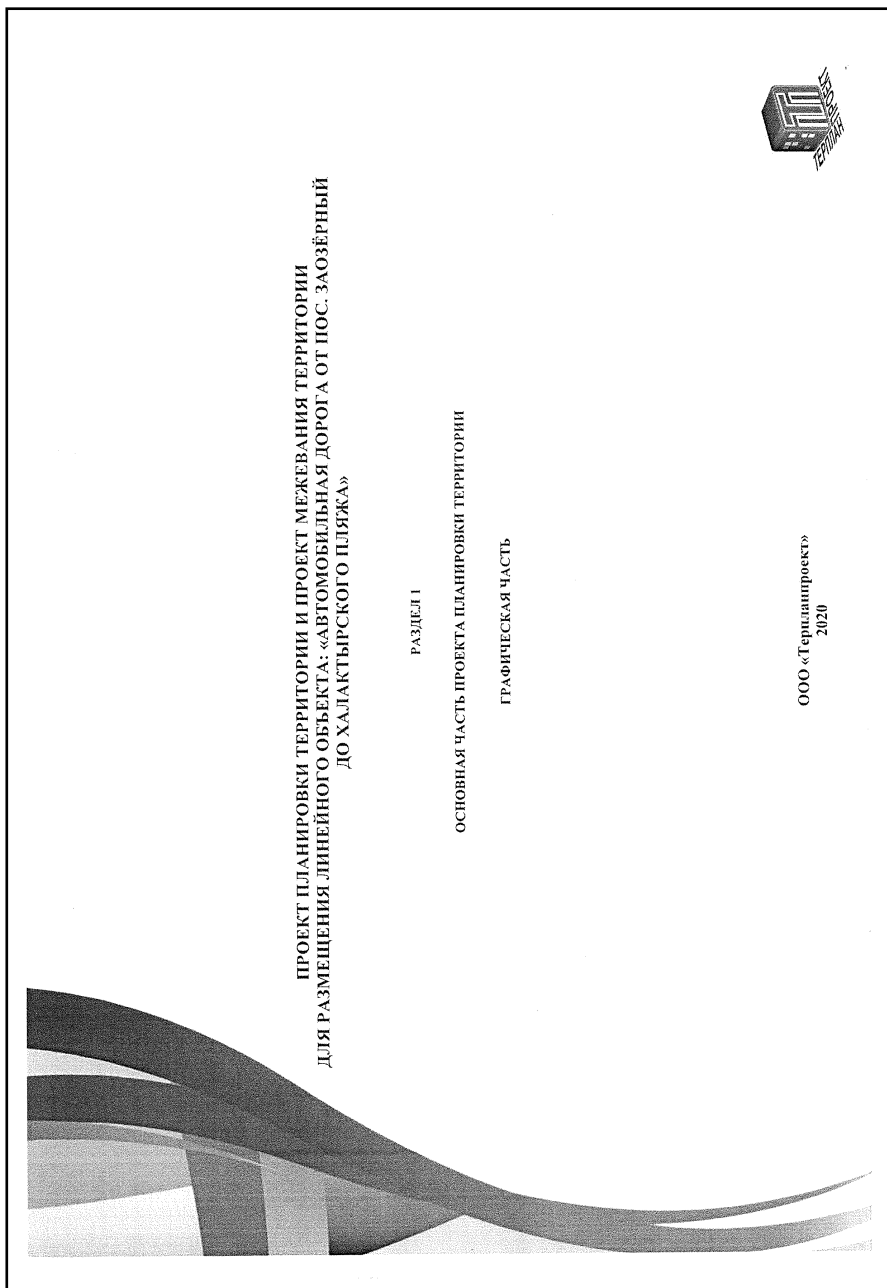 ПРОЕКТ ПЛАНИРОВКИ ТЕРРИТОРИИ И ПРОЕКТ МЕЖЕВАНИЯ ТЕРРИТОРИИ
ДЛЯ РАЗМЕЩЕНИЯ ЛИНЕЙНОГО ОБЪЕКТА: «АВТОМОБИЛЬНАЯ ДОРОГА ОТ ПОС. ЗАОЗЁРНЫЙ
ДО ХАЛАКТЫРСКОГО ПЛЯЖА»
РАЗДЕЛ 1
ОСНОВНАЯ ЧАСТЬ ПРОЕКТА ПЛАНИРОВКИ ТЕРРИТОРИИ
ГРАФИЧЕСКАЯ ЧАСТЬ
ООО «Терпланпроект»
2020
ТЕРПЛАН